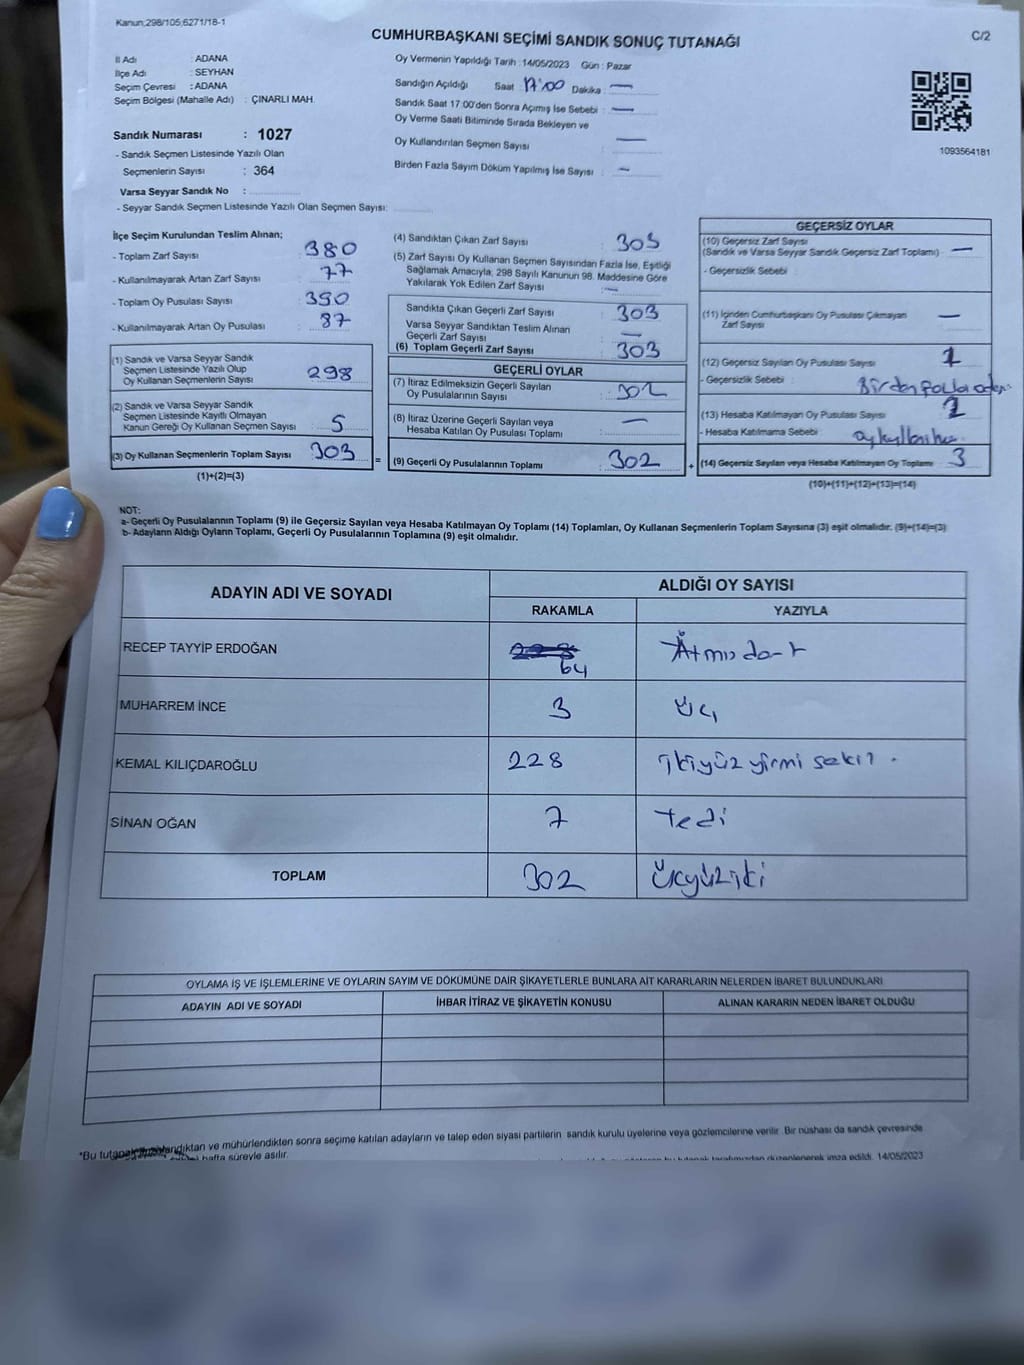 Kanun;298/105;6271/18-1
C/2
CUMHURBAŞKANI SEÇİMİ SANDIK SONUÇ TUTANAĞI
İl Adı : ADANA
İlçe Adı : SEYHAN
Seçim Çevresi : ADANA
Seçim Bölgesi (Mahalle Adı) : ÇINARLI MAH.
Sandık Numarası : 1027
- Sandık Seçmen Listesinde Yazılı Olan
Seçmenlerin Sayısı : 364
Varsa Seyyar Sandık No :
- Seyyar Sandık Seçmen Listesinde Yazılı Olan Seçmen Sayısı:
Oy Vermenin Yapıldığı Tarih : 14/05/2023 Gün : Pazar
Sandığın Açıldığı Saat : 17:00 Dakika : —
Sandık Saat 17:00'den Sonra Açımış İse Sebebi : —
Oy Verme Saati Bitiminde Sırada Bekleyen ve
Oy Kullandırılan Seçmen Sayısı : —
Birden Fazla Sayım Döküm Yapılmış İse Sayısı : —
1093564181
İlçe Seçim Kurulundan Teslim Alınan;
- Toplam Zarf Sayısı : 380
- Kullanılmayarak Artan Zarf Sayısı : 77
- Toplam Oy Pusulası Sayısı : 390
- Kullanılmayarak Artan Oy Pusulası : 87
(1) Sandık ve Varsa Seyyar Sandık
Seçmen Listesinde Yazılı Olup
Oy Kullanan Seçmenlerin Sayısı : 298
(2) Sandık ve Varsa Seyyar Sandık
Seçmen Listesinde Kayıtlı Olmayan
Kanun Gereği Oy Kullanan Seçmen Sayısı : 5
(3) Oy Kullanan Seçmenlerin Toplam Sayısı : 303
(1)+(2)=(3)
(4) Sandıktan Çıkan Zarf Sayısı : 303
(5) Zarf Sayısı Oy Kullanan Seçmen Sayısından Fazla İse, Eşitliği
Sağlamak Amacıyla, 298 Sayılı Kanunun 98. Maddesine Göre
Yakılarak Yok Edilen Zarf Sayısı : —
Sandıkta Çıkan Geçerli Zarf Sayısı : 303
Varsa Seyyar Sandıktan Teslim Alınan
Geçerli Zarf Sayısı : —
(6) Toplam Geçerli Zarf Sayısı : 303
GEÇERLİ OYLAR
(7) İtiraz Edilmeksizin Geçerli Sayılan
Oy Pusulalarının Sayısı : 302
(8) İtiraz Üzerine Geçerli Sayılan veya
Hesaba Katılan Oy Pusulası Toplamı : —
= (9) Geçerli Oy Pusulalarının Toplamı : 302
GEÇERSİZ OYLAR
(10) Geçersiz Zarf Sayısı
(Sandık ve Varsa Seyyar Sandık Geçersiz Zarf Toplamı) : —
- Geçersizlik Sebebi :
(11) İçinden Cumhurbaşkanı Oy Pusulası Çıkmayan
Zarf Sayısı : —
(12) Geçersiz Sayılan Oy Pusulası Sayısı : 1
- Geçersizlik Sebebi : Birden fazla
(13) Hesaba Katılmayan Oy Pusulası Sayısı
- Hesaba Katılmama Sebebi :
+ (14) Geçersiz Sayılan veya Hesaba Katılmayan Oy Toplamı : 3
(10)+(11)+(12)+(13)=(14)
NOT:
a- Geçerli Oy Pusulalarının Toplamı (9) ile Geçersiz Sayılan veya Hesaba Katılmayan Oy Toplamı (14) Toplamları, Oy Kullanan Seçmenlerin Toplam Sayısına (3) eşit olmalıdır. (9)+(14)=(3)
b- Adayların Aldığı Oyların Toplamı, Geçerli Oy Pusulalarının Toplamına (9) eşit olmalıdır.
ADAYIN ADI VE SOYADI ALDIĞI OY SAYISI
RAKAMLA YAZIYLA
RECEP TAYYİP ERDOĞAN 64 Atmışdört
MUHARREM İNCE 3 Üç
KEMAL KILIÇDAROĞLU 228 ikiyüz yirmi sekiz
SİNAN OĞAN 7 Yedi
TOPLAM 302 Üçyüziki
OYLAMA İŞ VE İŞLEMLERİNE VE OYLARIN SAYIM VE DÖKÜMÜNE DAİR ŞİKAYETLERLE BUNLARA AİT KARARLARIN NELERDEN İBARET BULUNDUKLARI
ADAYIN ADI VE SOYADI İHBAR İTİRAZ VE ŞİKAYETİN KONUSU ALINAN KARARIN NEDEN İBARET OLDUĞU
*Bu ve mühürlendikten sonra seçime katılan adayların ve talep eden siyasi partilerin sandık kurulu üyelerine veya gözlemcilerine verilir. Bir nüshası da sandık çevresinde
hafta süreyle asılır. 14/05/2023